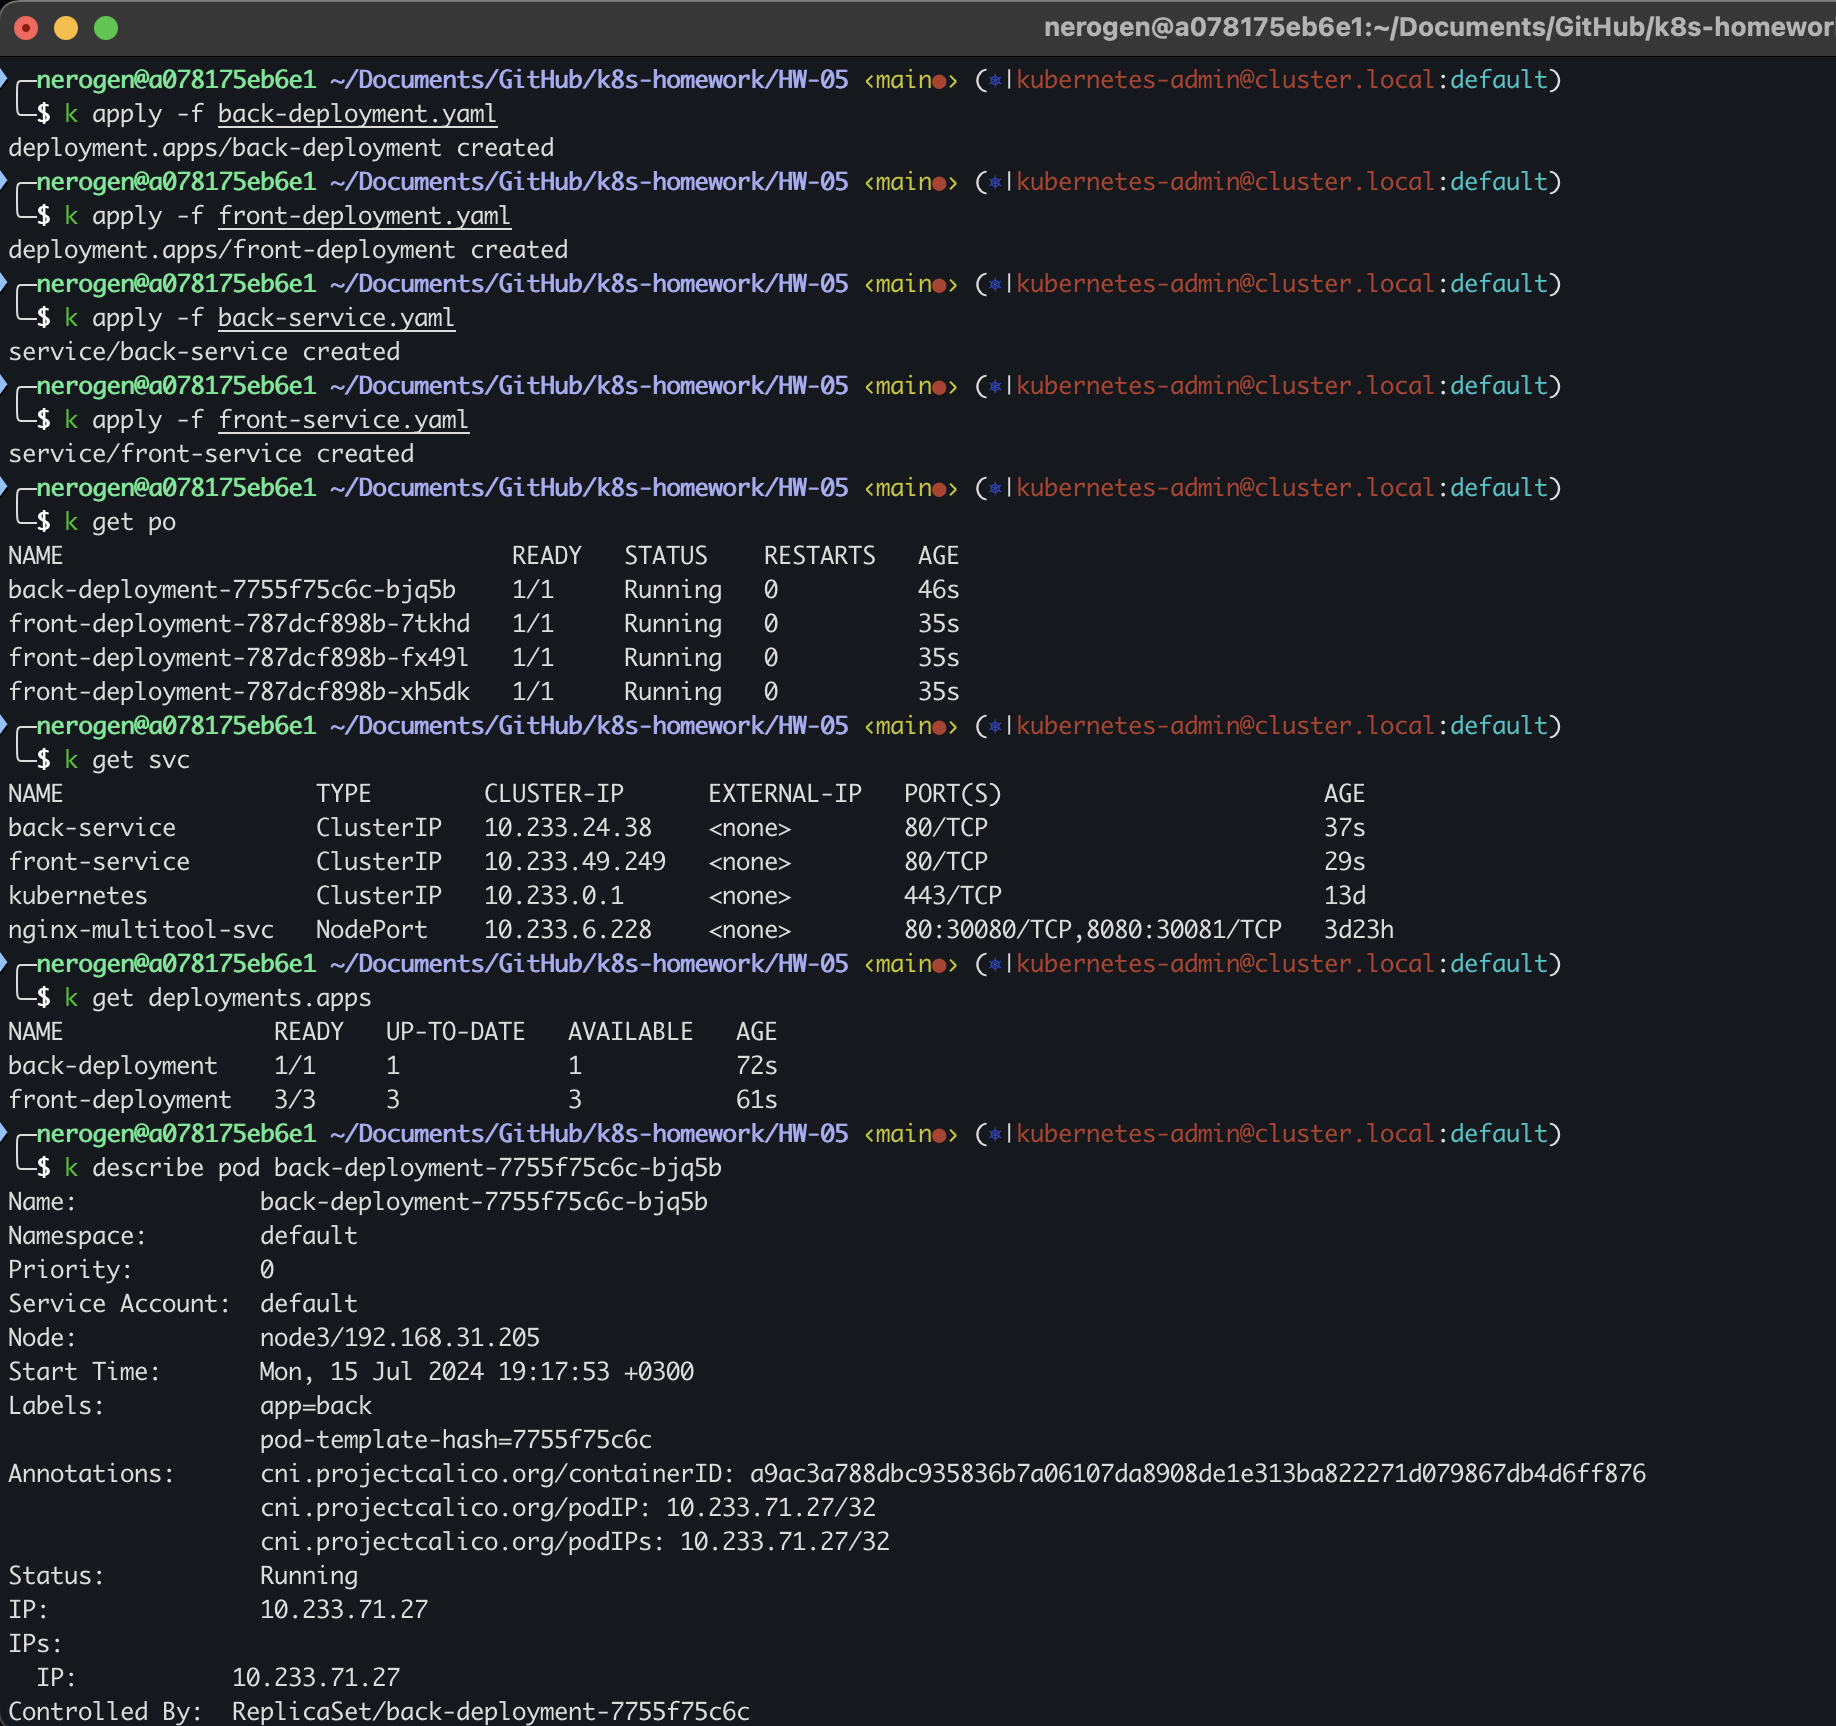 nerogen@a078175eb6e1:~/Documents/GitHub/k8s-homewor
nerogen@a078175eb6e1 ~/Documents/GitHub/k8s-homework/HW-05 ‹main●› (⎈|kubernetes-admin@cluster.local:default)
$ k apply -f back-deployment.yaml
deployment.apps/back-deployment created
nerogen@a078175eb6e1 ~/Documents/GitHub/k8s-homework/HW-05 ‹main●› (⎈|kubernetes-admin@cluster.local:default)
$ k apply -f front-deployment.yaml
deployment.apps/front-deployment created
nerogen@a078175eb6e1 ~/Documents/GitHub/k8s-homework/HW-05 ‹main●› (⎈|kubernetes-admin@cluster.local:default)
$ k apply -f back-service.yaml
service/back-service created
nerogen@a078175eb6e1 ~/Documents/GitHub/k8s-homework/HW-05 ‹main●› (⎈|kubernetes-admin@cluster.local:default)
$ k apply -f front-service.yaml
service/front-service created
nerogen@a078175eb6e1 ~/Documents/GitHub/k8s-homework/HW-05 ‹main●› (⎈|kubernetes-admin@cluster.local:default)
$ k get po
NAME READY STATUS RESTARTS AGE
back-deployment-7755f75c6c-bjq5b 1/1 Running 0 46s
front-deployment-787dcf898b-7tkhd 1/1 Running 0 35s
front-deployment-787dcf898b-fx49l 1/1 Running 0 35s
front-deployment-787dcf898b-xh5dk 1/1 Running 0 35s
nerogen@a078175eb6e1 ~/Documents/GitHub/k8s-homework/HW-05 ‹main●› (⎈|kubernetes-admin@cluster.local:default)
$ k get svc
NAME TYPE CLUSTER-IP EXTERNAL-IP PORT(S) AGE
back-service ClusterIP 10.233.24.38 <none> 80/TCP 37s
front-service ClusterIP 10.233.49.249 <none> 80/TCP 29s
kubernetes ClusterIP 10.233.0.1 <none> 443/TCP 13d
nginx-multitool-svc NodePort 10.233.6.228 <none> 80:30080/TCP,8080:30081/TCP 3d23h
nerogen@a078175eb6e1 ~/Documents/GitHub/k8s-homework/HW-05 ‹main●› (⎈|kubernetes-admin@cluster.local:default)
$ k get deployments.apps
NAME READY UP-TO-DATE AVAILABLE AGE
back-deployment 1/1 1 1 72s
front-deployment 3/3 3 3 61s
nerogen@a078175eb6e1 ~/Documents/GitHub/k8s-homework/HW-05 ‹main●› (⎈|kubernetes-admin@cluster.local:default)
$ k describe pod back-deployment-7755f75c6c-bjq5b
Name: back-deployment-7755f75c6c-bjq5b
Namespace: default
Priority: 0
Service Account: default
Node: node3/192.168.31.205
Start Time: Mon, 15 Jul 2024 19:17:53 +0300
Labels: app=back
pod-template-hash=7755f75c6c
Annotations: cni.projectcalico.org/containerID: a9ac3a788dbc935836b7a06107da8908de1e313ba822271d079867db4d6ff876
cni.projectcalico.org/podIP: 10.233.71.27/32
cni.projectcalico.org/podIPs: 10.233.71.27/32
Status: Running
IP: 10.233.71.27
IPs:
IP: 10.233.71.27
Controlled By: ReplicaSet/back-deployment-7755f75c6c